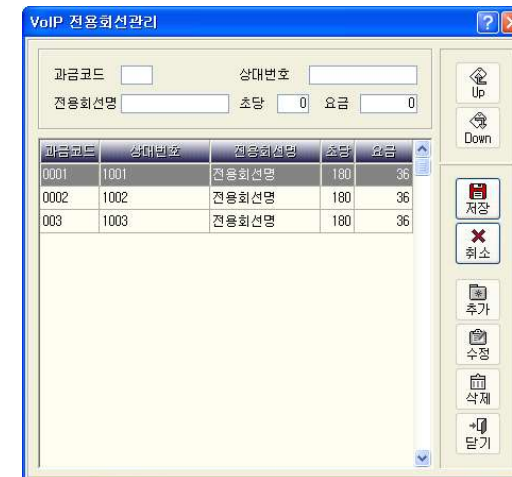 VoIP 전용회선관리
과금코드 상대번호
전용회선명 초당 0 요금 0
Up
Down
과금코드 상대번호 전용회선명 초당 요금
0001 1001 전용회선명 180 36
0002 1002 전용회선명 180 36
003 1003 전용회선명 180 36
저장
취소
추가
수정
삭제
닫기